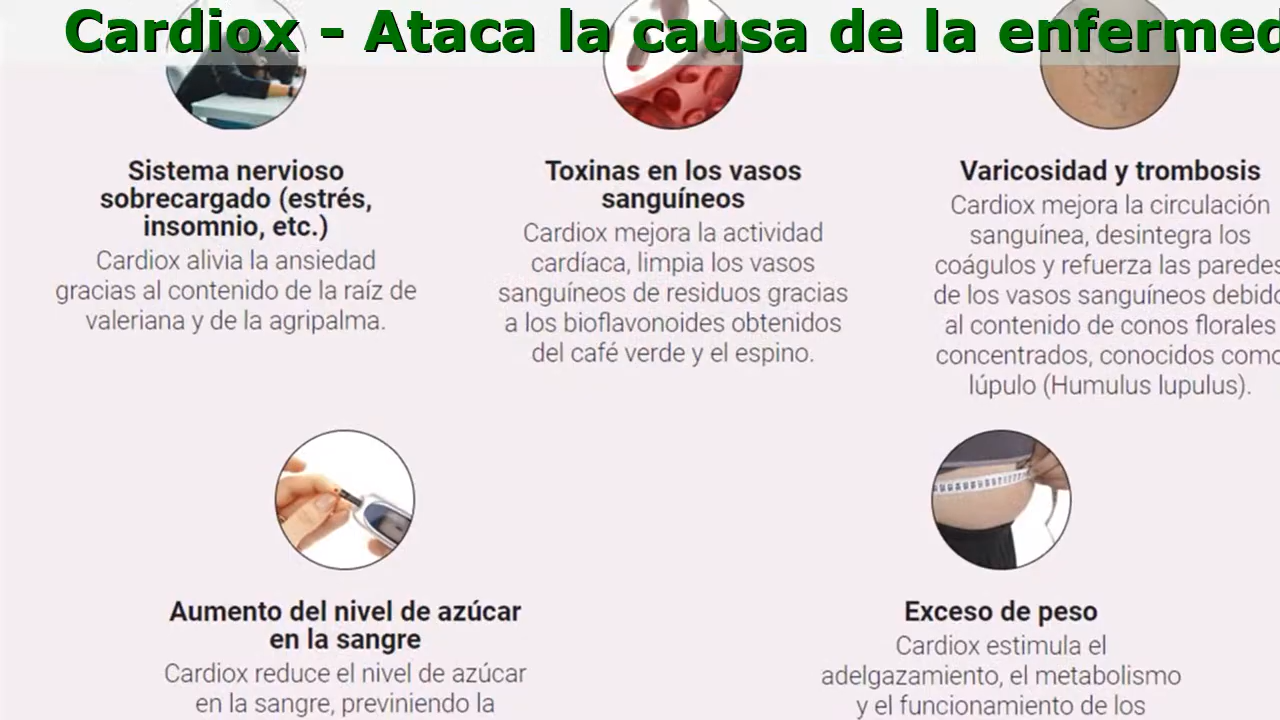 Cardiox - Ataca la causa de la enfermed
Sistema nervioso
sobrecargado (estrés,
insomnio, etc.)
Cardiox alivia la ansiedad
gracias al contenido de la raíz de
valeriana y de la agripalma.
Toxinas en los vasos
sanguíneos
Cardiox mejora la actividad
cardíaca, limpia los vasos
sanguíneos de residuos gracias
a los bioflavonoides obtenidos
del café verde y el espino.
Varicosidad y trombosis
Cardiox mejora la circulación
sanguínea, desintegra los
coágulos y refuerza las paredes
de los vasos sanguíneos debido
al contenido de conos florales
concentrados, conocidos como
lúpulo (Humulus lupulus).
Aumento del nivel de azúcar
en la sangre
Cardiox reduce el nivel de azúcar
en la sangre, previniendo la
Exceso de peso
Cardiox estimula el
adelgazamiento, el metabolismo
y el funcionamiento de los